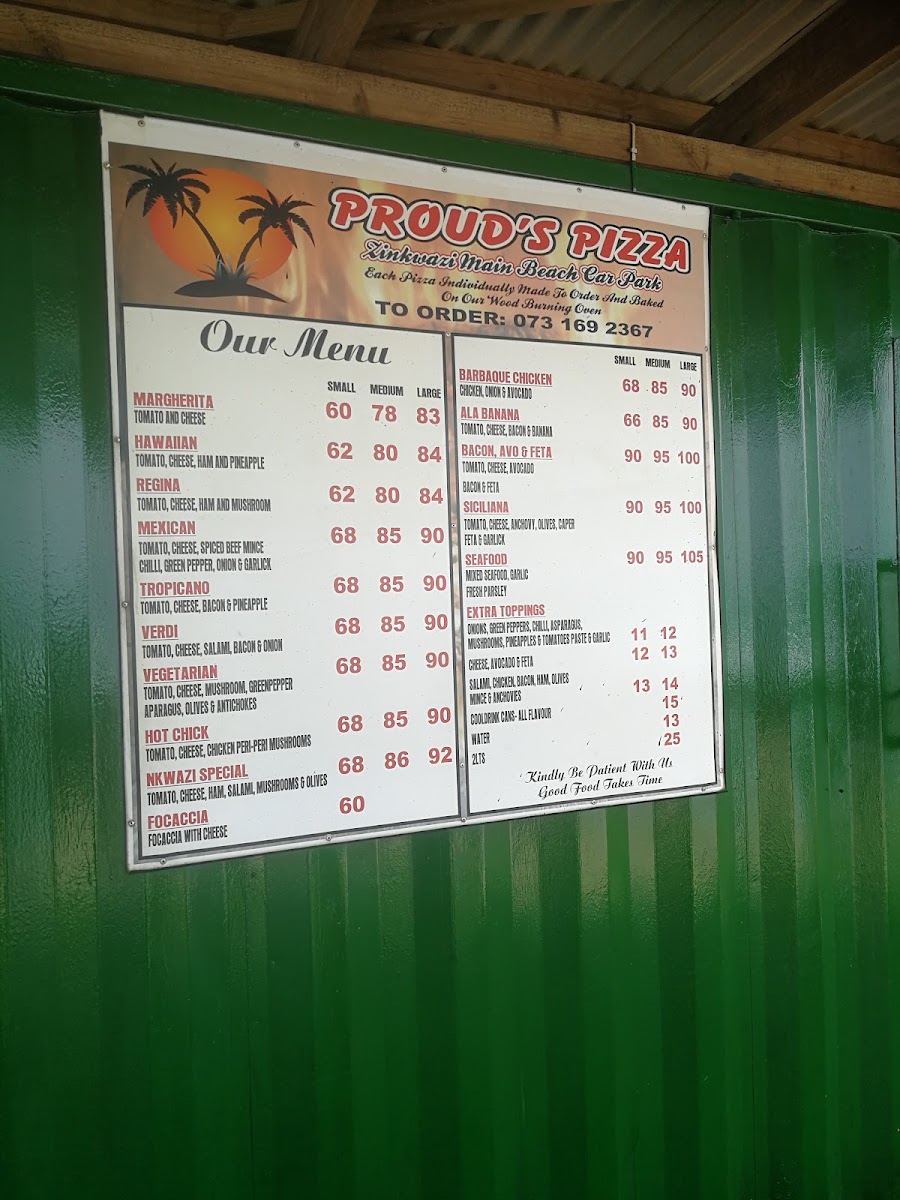 PROUD'S PIZZA
Zinkwazi Main Beach Car Park
Each Pizza Individually Made To Order And Baked
On Our Wood Burning Oven
TO ORDER: 073 169 2367
Our Menu
SMALL MEDIUM LARGE
MARGHERITA 60 78 83
TOMATO AND CHEESE
HAWAIIAN 62 80 84
TOMATO, CHEESE, HAM AND PINEAPPLE
REGINA 62 80 84
TOMATO, CHEESE, HAM AND MUSHROOM
MEXICAN 68 85 90
TOMATO, CHEESE, SPICED BEEF MINCE
CHILLI, GREEN PEPPER, ONION & GARLICK
TROPICANO 68 85 90
TOMATO, CHEESE, BACON & PINEAPPLE
VERDI 68 85 90
TOMATO, CHEESE, SALAMI, BACON & ONION
VEGETARIAN 68 85 90
TOMATO, CHEESE, MUSHROOM, GREENPEPPER
APARAGUS, OLIVES & ANTICHOKES
HOT CHICK 68 85 90
TOMATO, CHEESE, CHICKEN PERI-PERI MUSHROOMS
NKWAZI SPECIAL 68 86 92
TOMATO, CHEESE, HAM, SALAMI, MUSHROOMS & OLIVES
FOCACCIA 60
FOCACCIA WITH CHEESE
SMALL MEDIUM LARGE
BARBAQUE CHICKEN 68 85 90
CHICKEN, ONION & AVOCADO
ALA BANANA 66 85 90
TOMATO, CHEESE, BACON & BANANA
BACON, AVO & FETA 90 95 100
TOMATO, CHEESE, AVOCADO
BACON & FETA
SICILIANA 90 95 100
TOMATO, CHEESE, ANCHOVY, OLIVES, CAPER
FETA & GARLICK
SEAFOOD 90 95 105
MIXED SEAFOOD, GARLIC
FRESH PARSLEY
EXTRA TOPPINGS
ONIONS, GREEN PEPPERS, CHILLI, ASPARAGUS,
MUSHROOMS, PINEAPPLES & TOMATOES PASTE & GARLIC 11 12
CHEESE, AVOCADO & FETA 12 13
SALAMI, CHICKEN, BACON, HAM, OLIVES 13 14
MINCE & ANCHOVIES
COOLDRINK CANS- ALL FLAVOUR 15
WATER 13
2LTS 25
Kindly Be Patient With Us
Good Food Takes Time